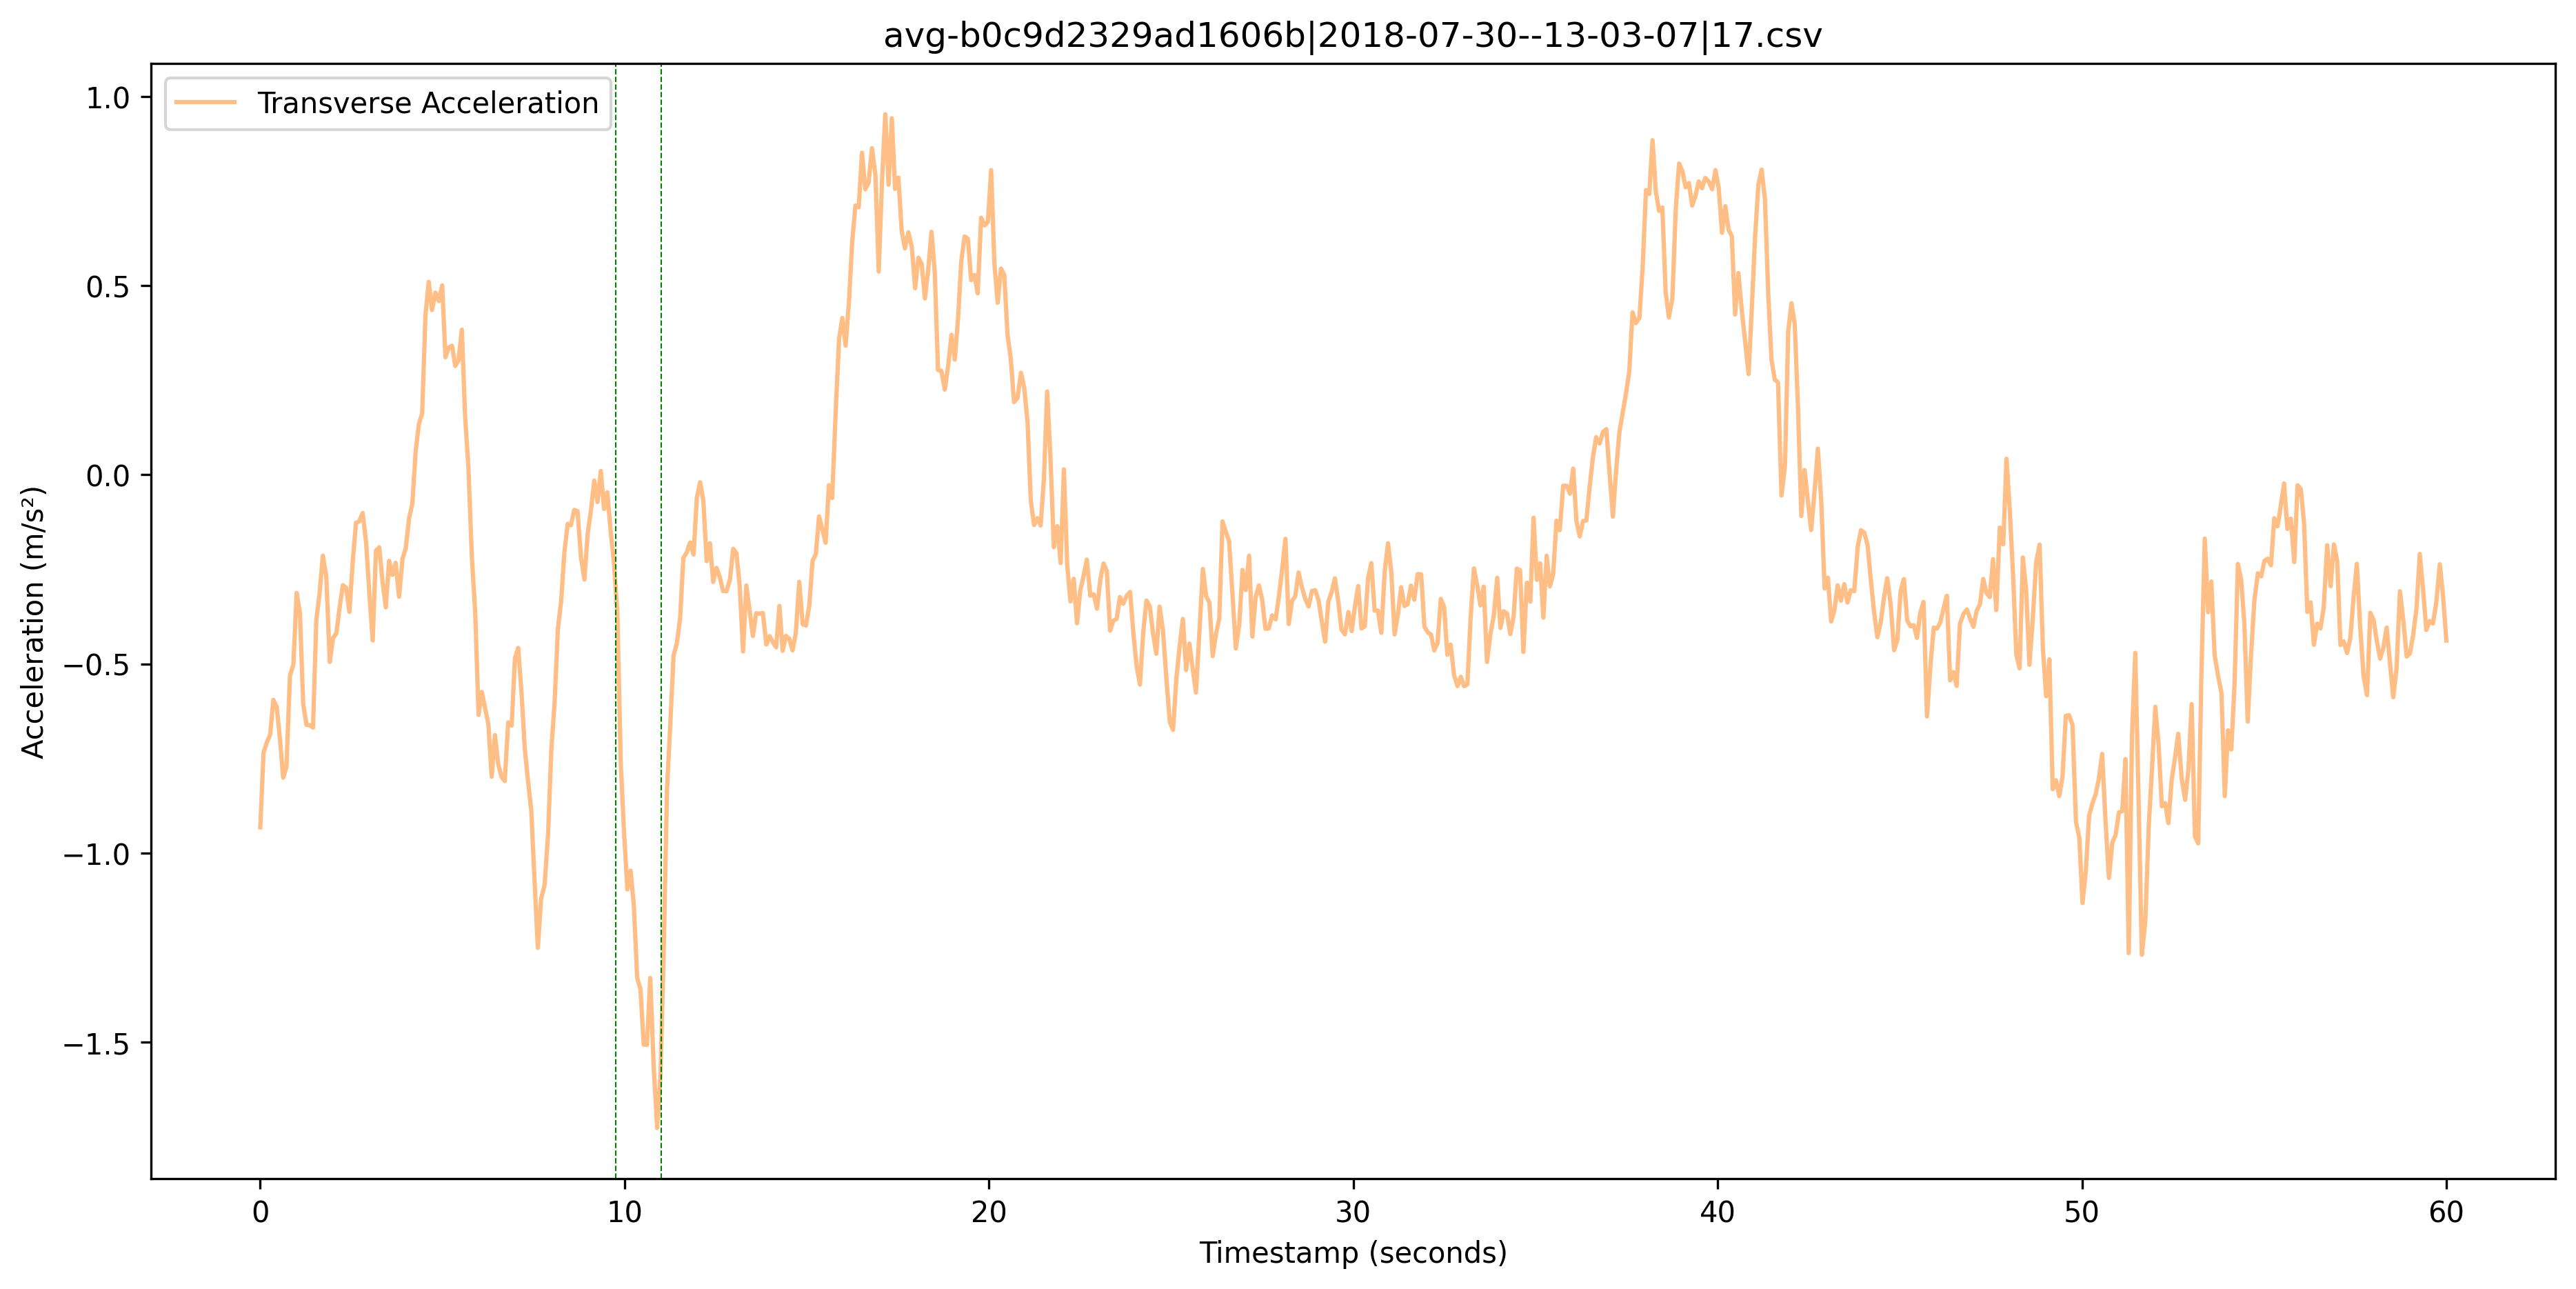 avg-b0c9d2329ad1606b|2018-07-30--13-03-07|17.csv
Transverse Acceleration
Acceleration (m/s²)
1.0
0.5
0.0
−0.5
−1.0
−1.5
0 10 20 30 40 50 60
Timestamp (seconds)